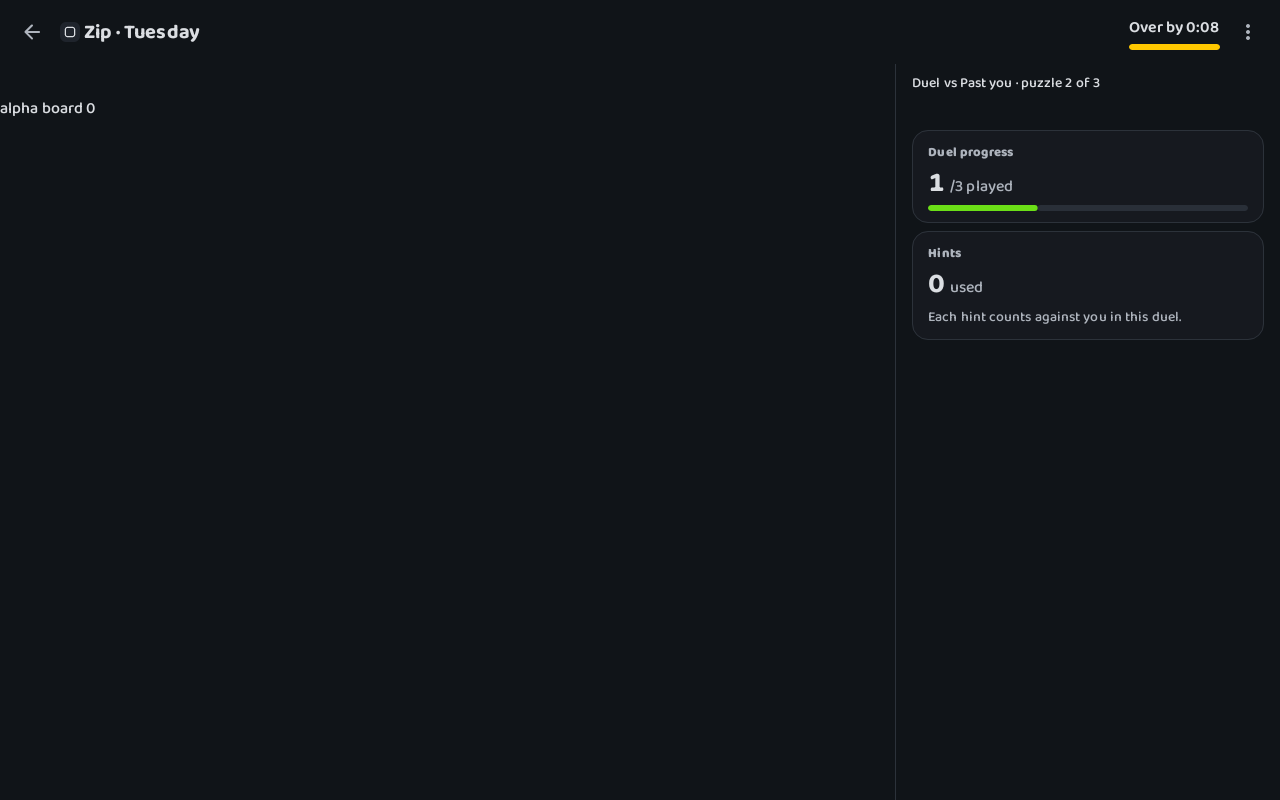 Zip · Tuesday
Over by 0:08
alpha board 0
Duel vs Past you · puzzle 2 of 3
Duel progress
1 /3 played
Hints
0 used
Each hint counts against you in this duel.